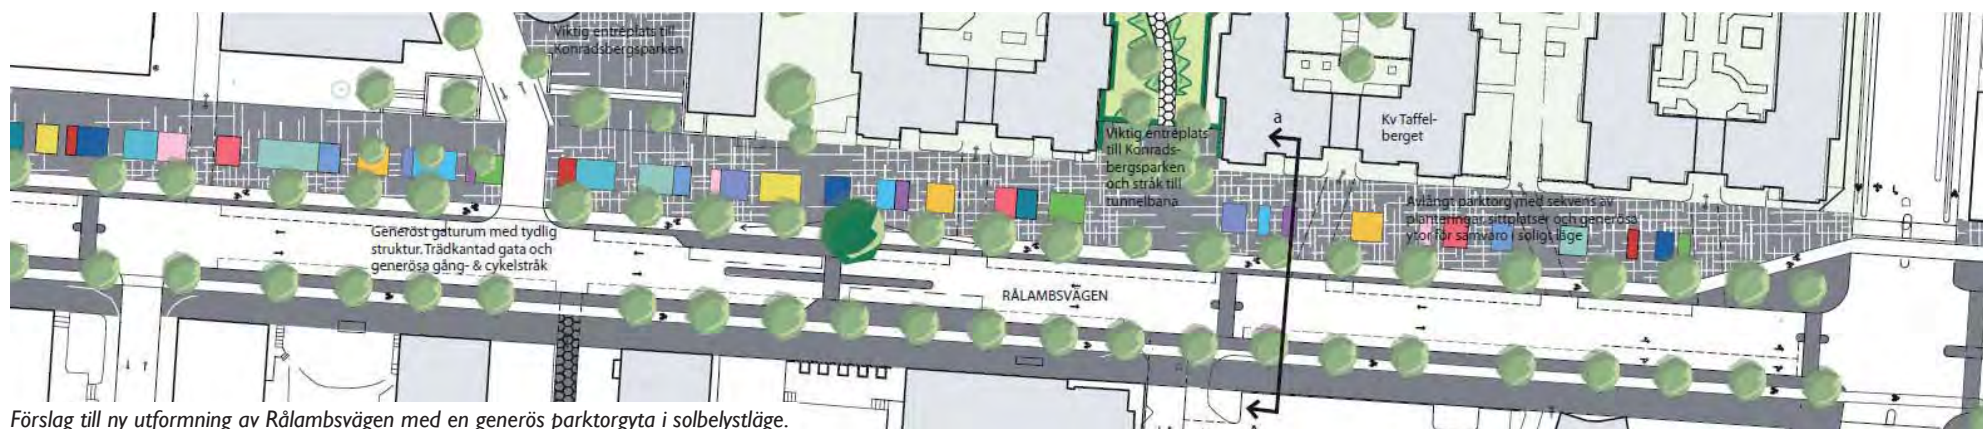 Viktig entréplats till
Konradsbergsparken
a
Kv Taffel-
berget
Viktig entréplats
till Konrads-
bergsparken
och stråk till
tunnelbana
Avlångt parktorg med sekvens av
planteringar, sittplatser och generösa
ytor för samvaro i soligt läge
Generöst gaturum med tydlig
struktur. Trädkantad gata och
generösa gång- & cykelstråk
RÅLAMBSVÄGEN
Förslag till ny utformning av Rålambsvägen med en generös parktorgyta i solbelystläge.